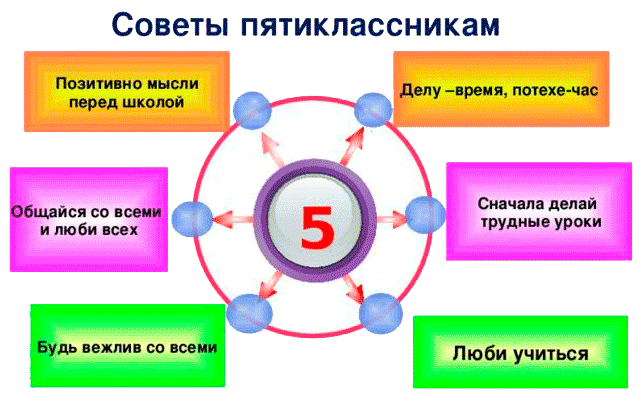 Советы пятиклассникам
Позитивно мысли
перед школой
Делу –время, потехе-час
Общайся со всеми
и люби всех
5
Сначала делай
трудные уроки
Будь вежлив со всеми
Люби учиться